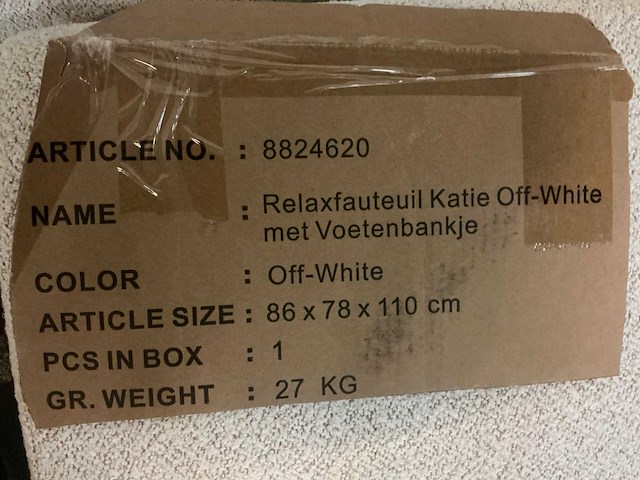 ARTICLE NO. : 8824620
NAME : Relaxfauteuil Katie Off-White
met Voetenbankje
COLOR : Off-White
ARTICLE SIZE : 86 x 78 x 110 cm
PCS IN BOX : 1
GR. WEIGHT : 27 KG